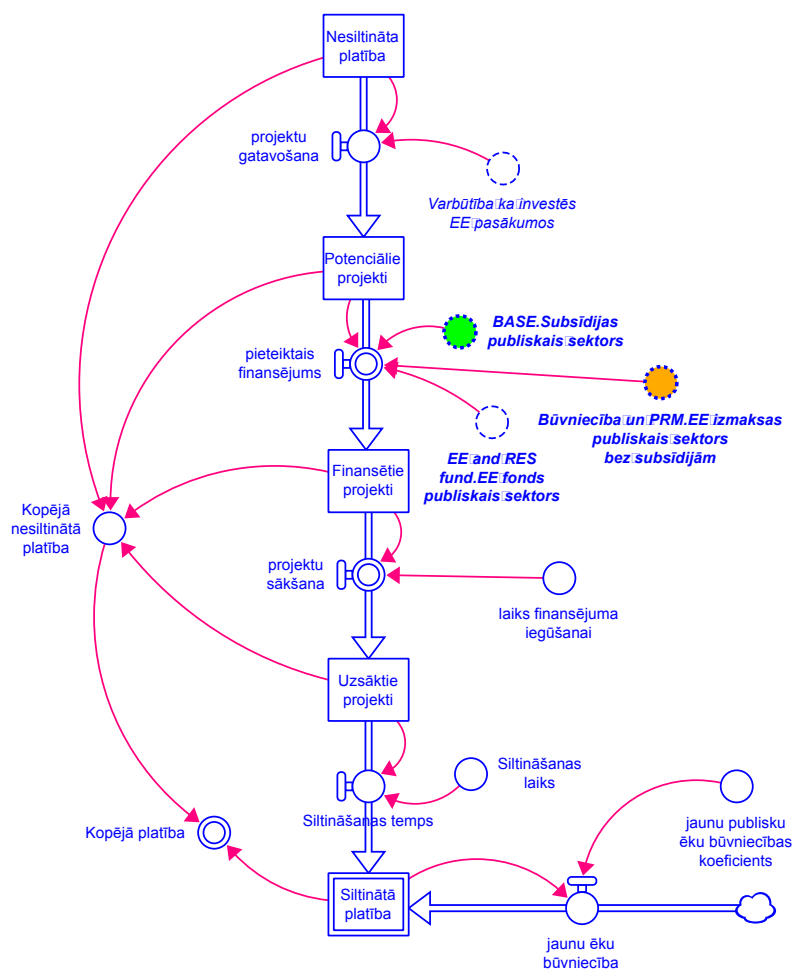 Nesiltināta
platība
projektu
gatavošana
Varbūtība ka investēs
EE pasākumos
Potenciālie
projekti
BASE.Subsīdijas
publiskais sektors
pieteiktais
finansējums
Būvniecība un PRM.EE izmaksas
publiskais sektors
bez subsīdijām
EE and RES
fund.EE fonds
publiskais sektors
Finansētie
projekti
Kopējā
nesiltinātā
platība
projektu
sākšana
laiks finansējuma
iegūšanai
Uzsāktie
projekti
Siltināšanas
laiks
Siltināšanas temps
Kopējā platība
jaunu publisku
ēku būvniecības
koeficients
Siltinātā
platība
jaunu ēku
būvniecība